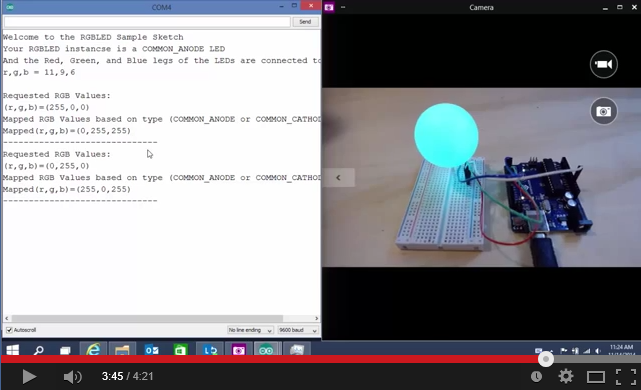 COM4
Send
Welcome to the RGBLED Sample Sketch
Your RGBLED instancse is a COMMON_ANODE LED
And the Red, Green, and Blue legs of the LEDs are connected to
r,g,b = 11,9,6
Requested RGB Values:
(r,g,b)=(255,0,0)
Mapped RGB Values based on type (COMMON_ANODE or COMMON_CATHOD
Mapped(r,g,b)=(0,255,255)
------------------------------
Requested RGB Values:
(r,g,b)=(0,255,0)
Mapped RGB Values based on type (COMMON_ANODE or COMMON_CATHOD
Mapped(r,g,b)=(255,0,255)
------------------------------
Autoscroll
No line ending
9600 baud
Camera
11:24 AM
3:45 / 4:21